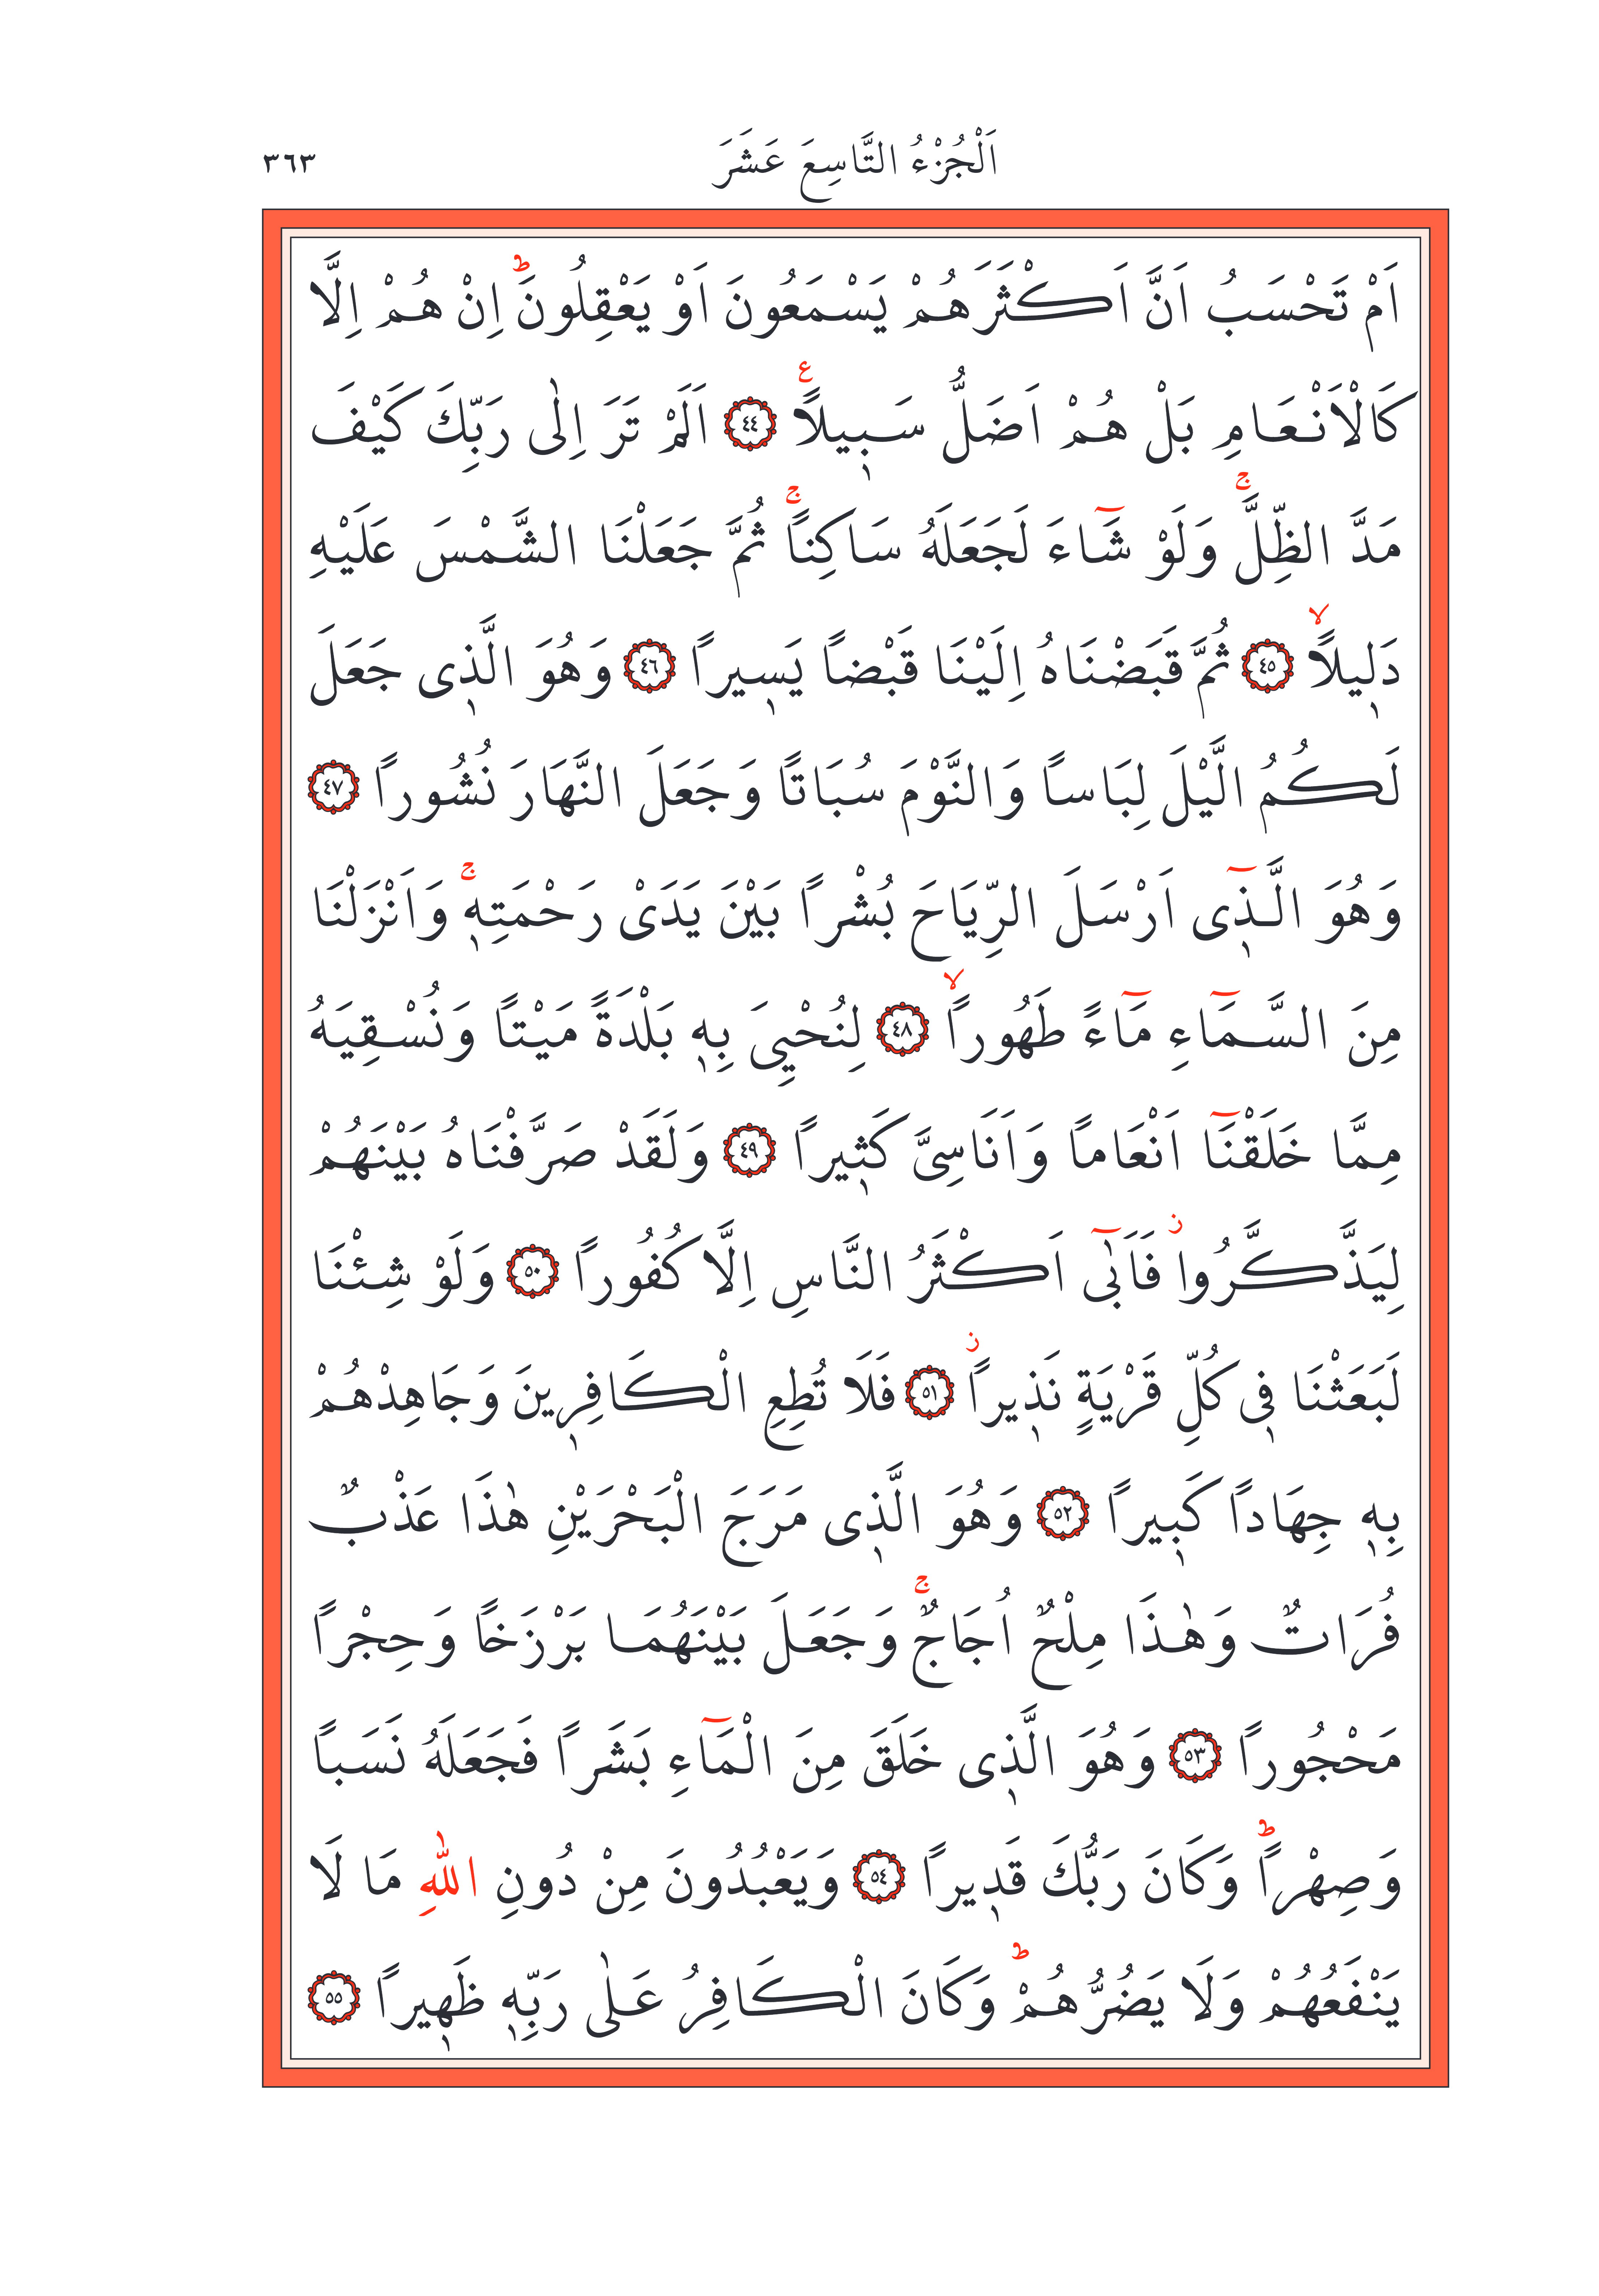 اَلْجُزْءُ التَّاسِعَ عَشَرَ
٣٦٣
اَمْ تَحْسَبُ اَنَّ اَكْثَرَهُمْ يَسْمَعُونَ اَوْ يَعْقِلُونَۜ اِنْ هُمْ اِلَّا
كَالْاَنْعَامِ بَلْ هُمْ اَضَلُّ سَب۪يلاً۟ ﴿٤٤﴾ اَلَمْ تَرَ اِلٰى رَبِّكَ كَيْفَ
مَدَّ الظِّلَّۚ وَلَوْ شَٓاءَ لَجَعَلَهُ سَاكِناًۚ ثُمَّ جَعَلْنَا الشَّمْسَ عَلَيْهِ
دَل۪يلاًۙ ﴿٤٥﴾ ثُمَّ قَبَضْنَاهُ اِلَيْنَا قَبْضاً يَس۪يراً ﴿٤٦﴾ وَهُوَ الَّذ۪ى جَعَلَ
لَكُمُ الَّيْلَ لِبَاساً وَالنَّوْمَ سُبَاتاً وَجَعَلَ النَّهَارَ نُشُوراً ﴿٤٧﴾
وَهُوَ الَّذ۪ٓى اَرْسَلَ الرِّيَاحَ بُشْراً بَيْنَ يَدَىْ رَحْمَتِه۪ۚ وَاَنْزَلْنَا
مِنَ السَّمَٓاءِ مَٓاءً طَهُوراًۙ ﴿٤٨﴾ لِنُحْيِىَ بِه۪ بَلْدَةً مَيْتاً وَنُسْقِيَهُ
مِمَّا خَلَقْنَٓا اَنْعَاماً وَاَنَاسِىَّ كَث۪يراً ﴿٤٩﴾ وَلَقَدْ صَرَّفْنَاهُ بَيْنَهُمْ
لِيَذَّكَّرُواۘ فَاَبٰٓى اَكْثَرُ النَّاسِ اِلَّا كُفُوراً ﴿٥٠﴾ وَلَوْ شِئْنَا
لَبَعَثْنَا ف۪ى كُلِّ قَرْيَةٍ نَذ۪يراًۘ ﴿٥١﴾ فَلَا تُطِعِ الْكَافِر۪ينَ وَجَاهِدْهُمْ
بِه۪ جِهَاداً كَب۪يراً ﴿٥٢﴾ وَهُوَ الَّذ۪ى مَرَجَ الْبَحْرَيْنِ هٰذَا عَذْبٌ
فُرَاتٌ وَهٰذَا مِلْحٌ اُجَاجٌۚ وَجَعَلَ بَيْنَهُمَا بَرْزَخاً وَحِجْراً
مَحْجُوراً ﴿٥٣﴾ وَهُوَ الَّذ۪ى خَلَقَ مِنَ الْمَٓاءِ بَشَراً فَجَعَلَهُ نَسَباً
وَصِهْراًۜ وَكَانَ رَبُّكَ قَد۪يراً ﴿٥٤﴾ وَيَعْبُدُونَ مِنْ دُونِ اللّٰهِ مَا لَا
يَنْفَعُهُمْ وَلَا يَضُرُّهُمْۜ وَكَانَ الْكَافِرُ عَلٰى رَبِّه۪ ظَه۪يراً ﴿٥٥﴾